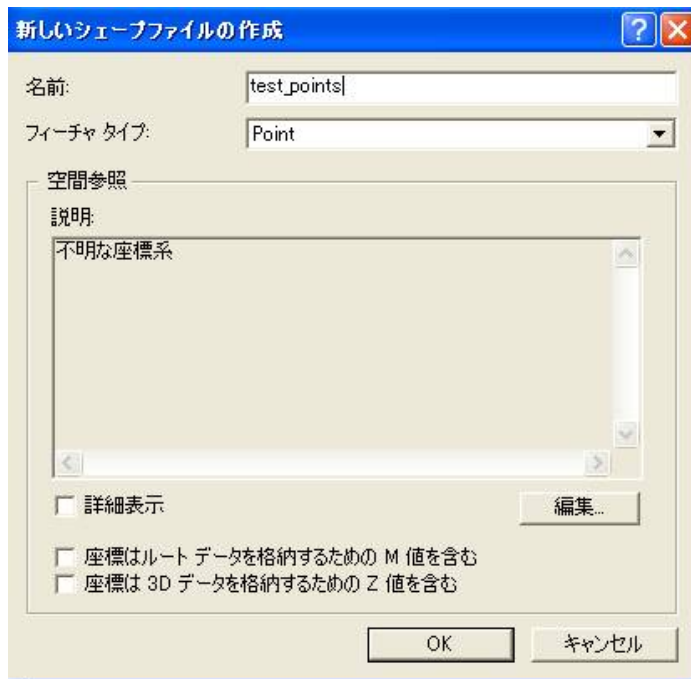 新しいシェープファイルの作成
名前: test_points
フィーチャ タイプ: Point
空間参照
説明:
不明な座標系
詳細表示
編集...
座標はルート データを格納するための M 値を含む
座標は 3D データを格納するための Z 値を含む
OK キャンセル